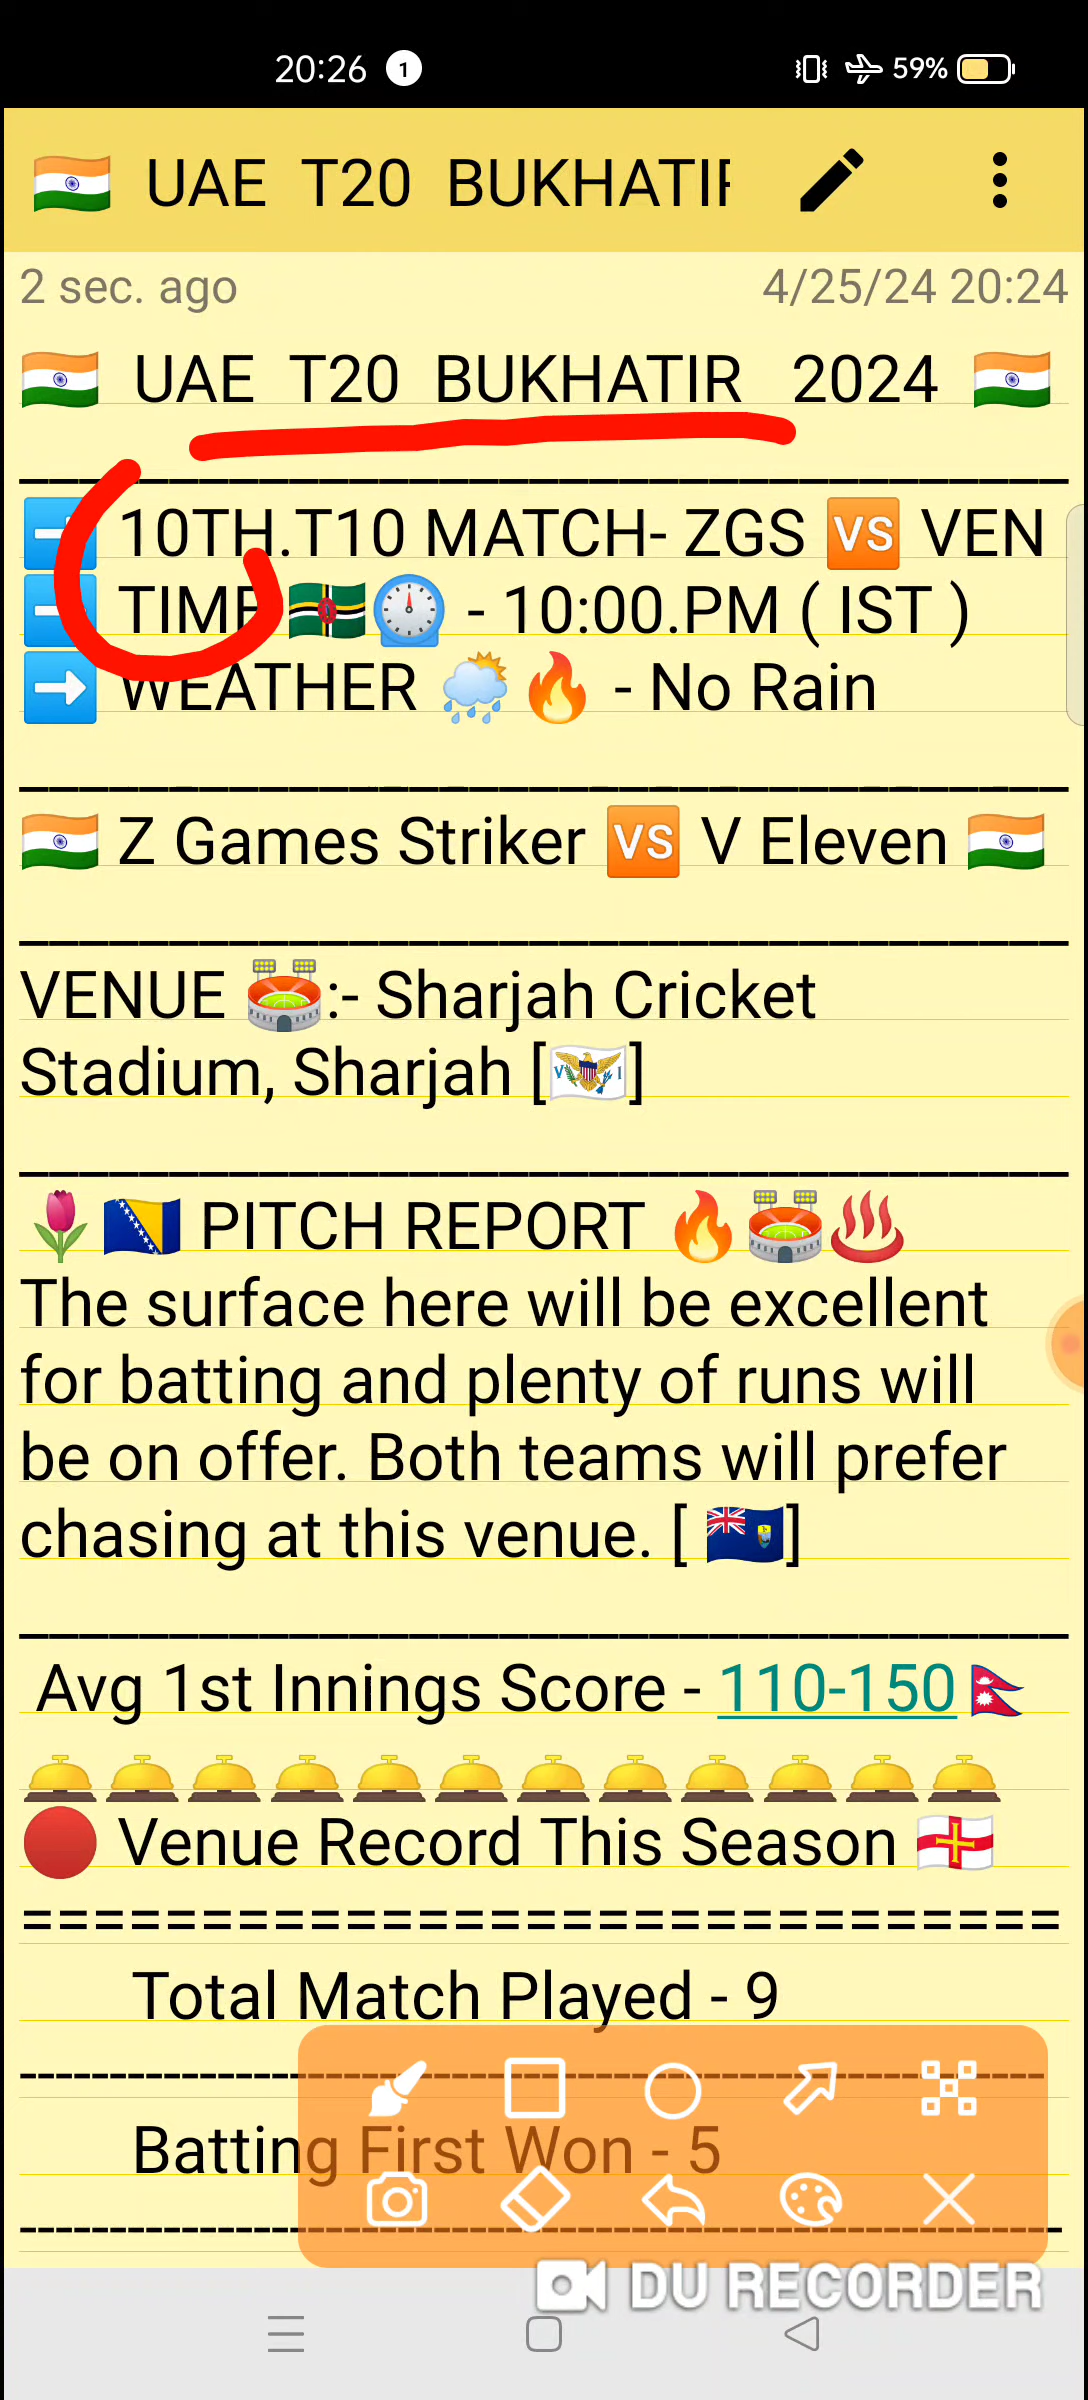 20:26 1 59%
UAE T20 BUKHATIR
2 sec. ago 4/25/24 20:24
🇮🇳 UAE T20 BUKHATIR 2024 🇮🇳
➡️ 10TH.T10 MATCH- ZGS 🆚 VEN
➡️ TIME 🇩🇲⏲️ - 10:00.PM ( IST )
➡️ WEATHER 🌦️🔥 - No Rain
🇮🇳 Z Games Striker 🆚 V Eleven 🇮🇳
VENUE 🏟️:- Sharjah Cricket
Stadium, Sharjah [🇻🇮]
🌷🇧🇦 PITCH REPORT 🔥🏟️♨️
The surface here will be excellent
for batting and plenty of runs will
be on offer. Both teams will prefer
chasing at this venue. [ 🇸🇭]
Avg 1st Innings Score - 110-150🇳🇵
🛎️🛎️🛎️🛎️🛎️🛎️🛎️🛎️🛎️🛎️🛎️🛎️
🔴 Venue Record This Season 🇬🇬
=============================
Total Match Played - 9
Batting First Won - 5
DU RECORDER